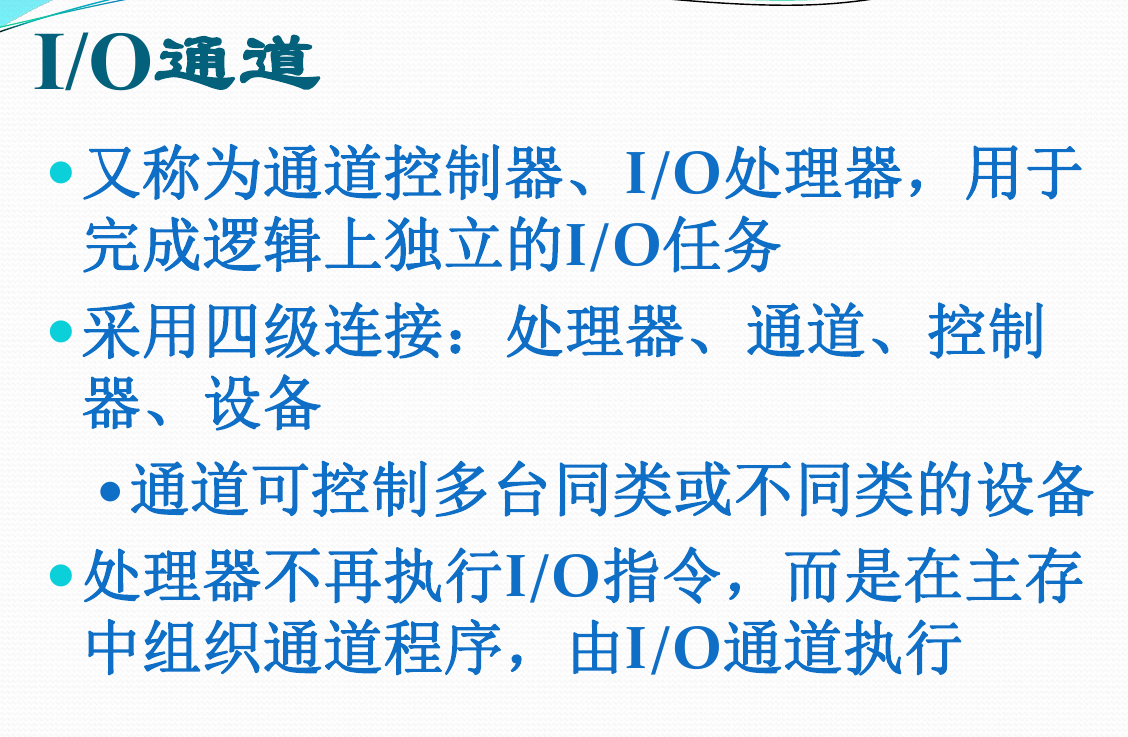 I/O通道
•又称为通道控制器、I/O处理器，用于
完成逻辑上独立的I/O任务
•采用四级连接：处理器、通道、控制
器、设备
•通道可控制多台同类或不同类的设备
•处理器不再执行I/O指令，而是在主存
中组织通道程序，由I/O通道执行